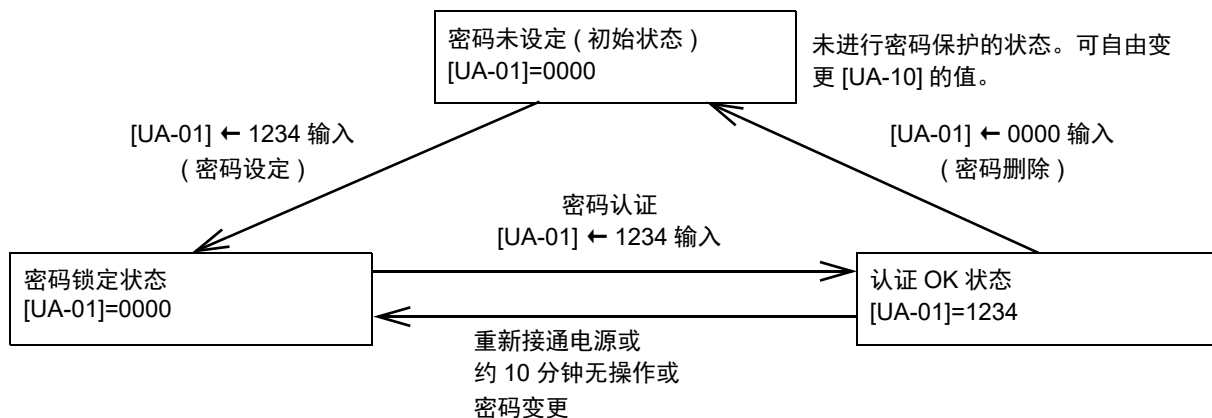 密码未设定 ( 初始状态 )
[UA-01]=0000
未进行密码保护的状态。可自由变
更 [UA-10] 的值。
[UA-01] ← 1234 输入
( 密码设定 )
[UA-01] ← 0000 输入
( 密码删除 )
密码认证
[UA-01] ← 1234 输入
密码锁定状态
[UA-01]=0000
认证 OK 状态
[UA-01]=1234
重新接通电源或
约 10 分钟无操作或
密码变更